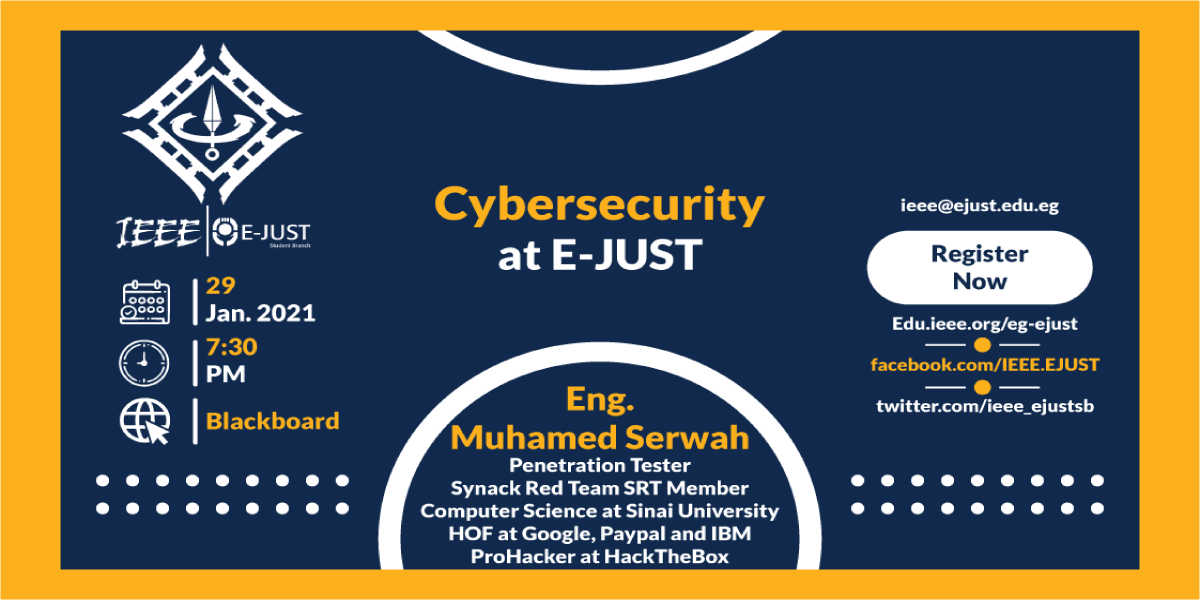 IEEE
E-JUST
Student Branch
29
Jan. 2021
7:30
PM
Blackboard
Cybersecurity
at E-JUST
Eng.
Muhamed Serwah
Penetration Tester
Synack Red Team SRT Member
Computer Science at Sinai University
HOF at Google, Paypal and IBM
ProHacker at HackTheBox
ieee@ejust.edu.eg
Register
Now
Edu.ieee.org/eg-ejust
facebook.com/IEEE.EJUST
twitter.com/ieee_ejustsb